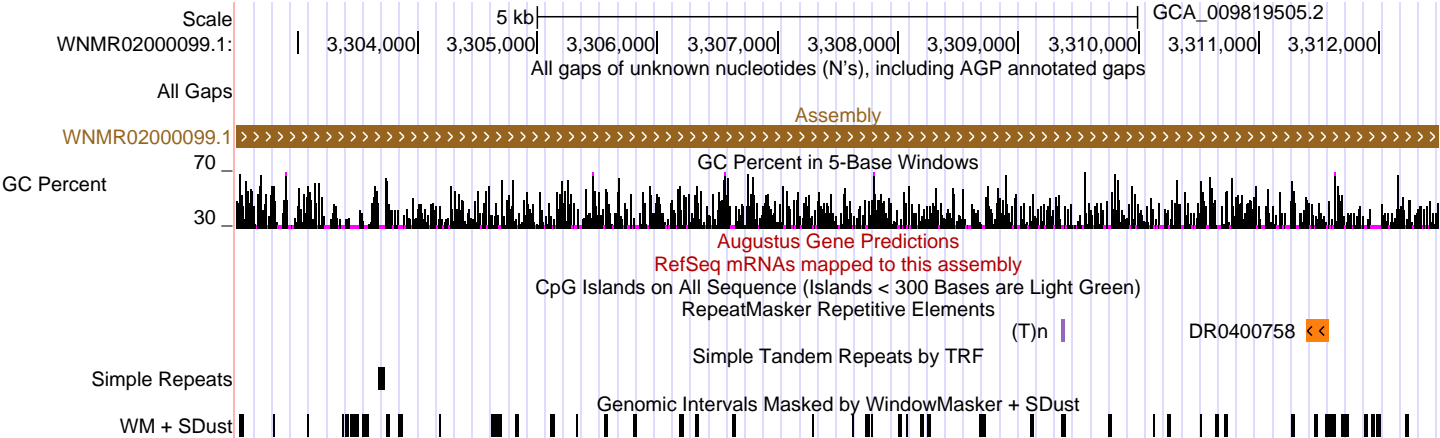 Scale 5 kb GCA_009819505.2
WNMR02000099.1: 3,304,000 3,305,000 3,306,000 3,307,000 3,308,000 3,309,000 3,310,000 3,311,000 3,312,000
All gaps of unknown nucleotides (N's), including AGP annotated gaps
All Gaps
Assembly
WNMR02000099.1
70 GC Percent in 5-Base Windows
GC Percent
30
Augustus Gene Predictions
RefSeq mRNAs mapped to this assembly
CpG Islands on All Sequence (Islands < 300 Bases are Light Green)
RepeatMasker Repetitive Elements
(T)n DR0400758
Simple Tandem Repeats by TRF
Simple Repeats
Genomic Intervals Masked by WindowMasker + SDust
WM + SDust